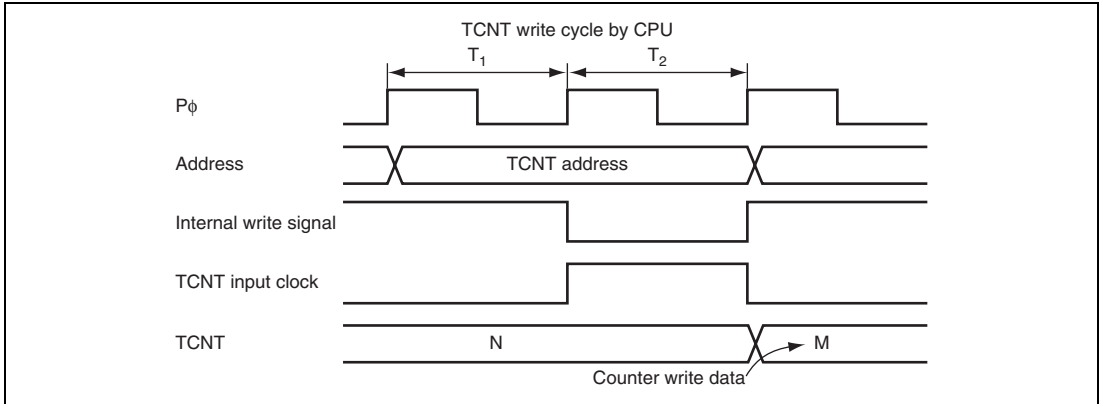 TCNT write cycle by CPU
T1 T2
Pϕ
Address TCNT address
Internal write signal
TCNT input clock
TCNT N M
Counter write data